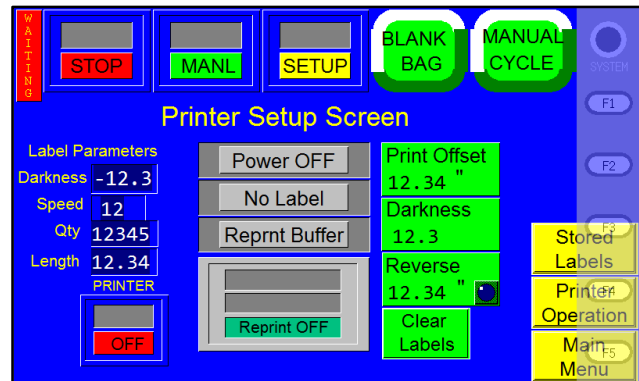 WAITING
STOP
MANL
SETUP
BLANK
BAG
MANUAL
CYCLE
SYSTEM
F1
Printer Setup Screen
Label Parameters
Darkness -12.3
Speed 12
Qty 12345
Length 12.34
PRINTER
OFF
Power OFF
No Label
Reprnt Buffer
Reprint OFF
Print Offset
12.34 "
Darkness
12.3
Reverse
12.34 "
Clear
Labels
F2
F3
Stored
Labels
F4
Printer
Operation
F5
Main
Menu